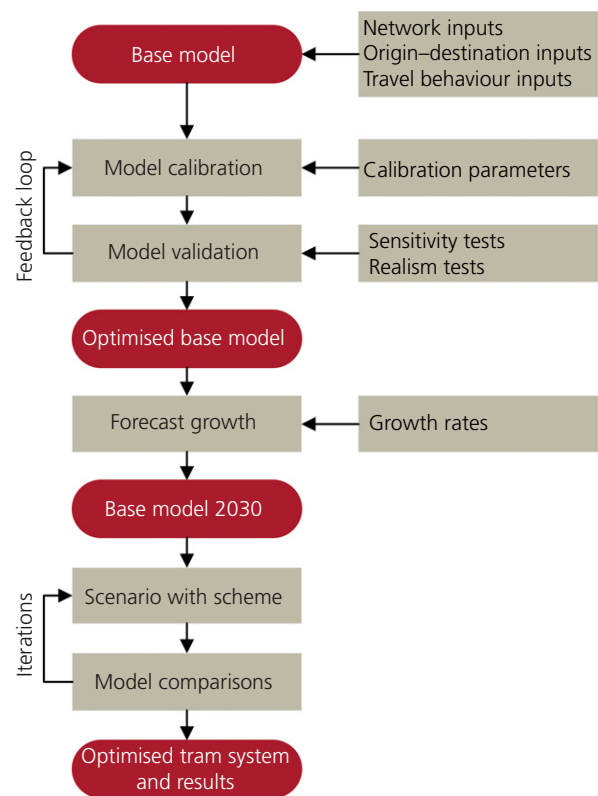 Base model
Network inputs
Origin–destination inputs
Travel behaviour inputs
Feedback loop
Model calibration
Calibration parameters
Model validation
Sensitivity tests
Realism tests
Optimised base model
Forecast growth
Growth rates
Base model 2030
Iterations
Scenario with scheme
Model comparisons
Optimised tram system
and results